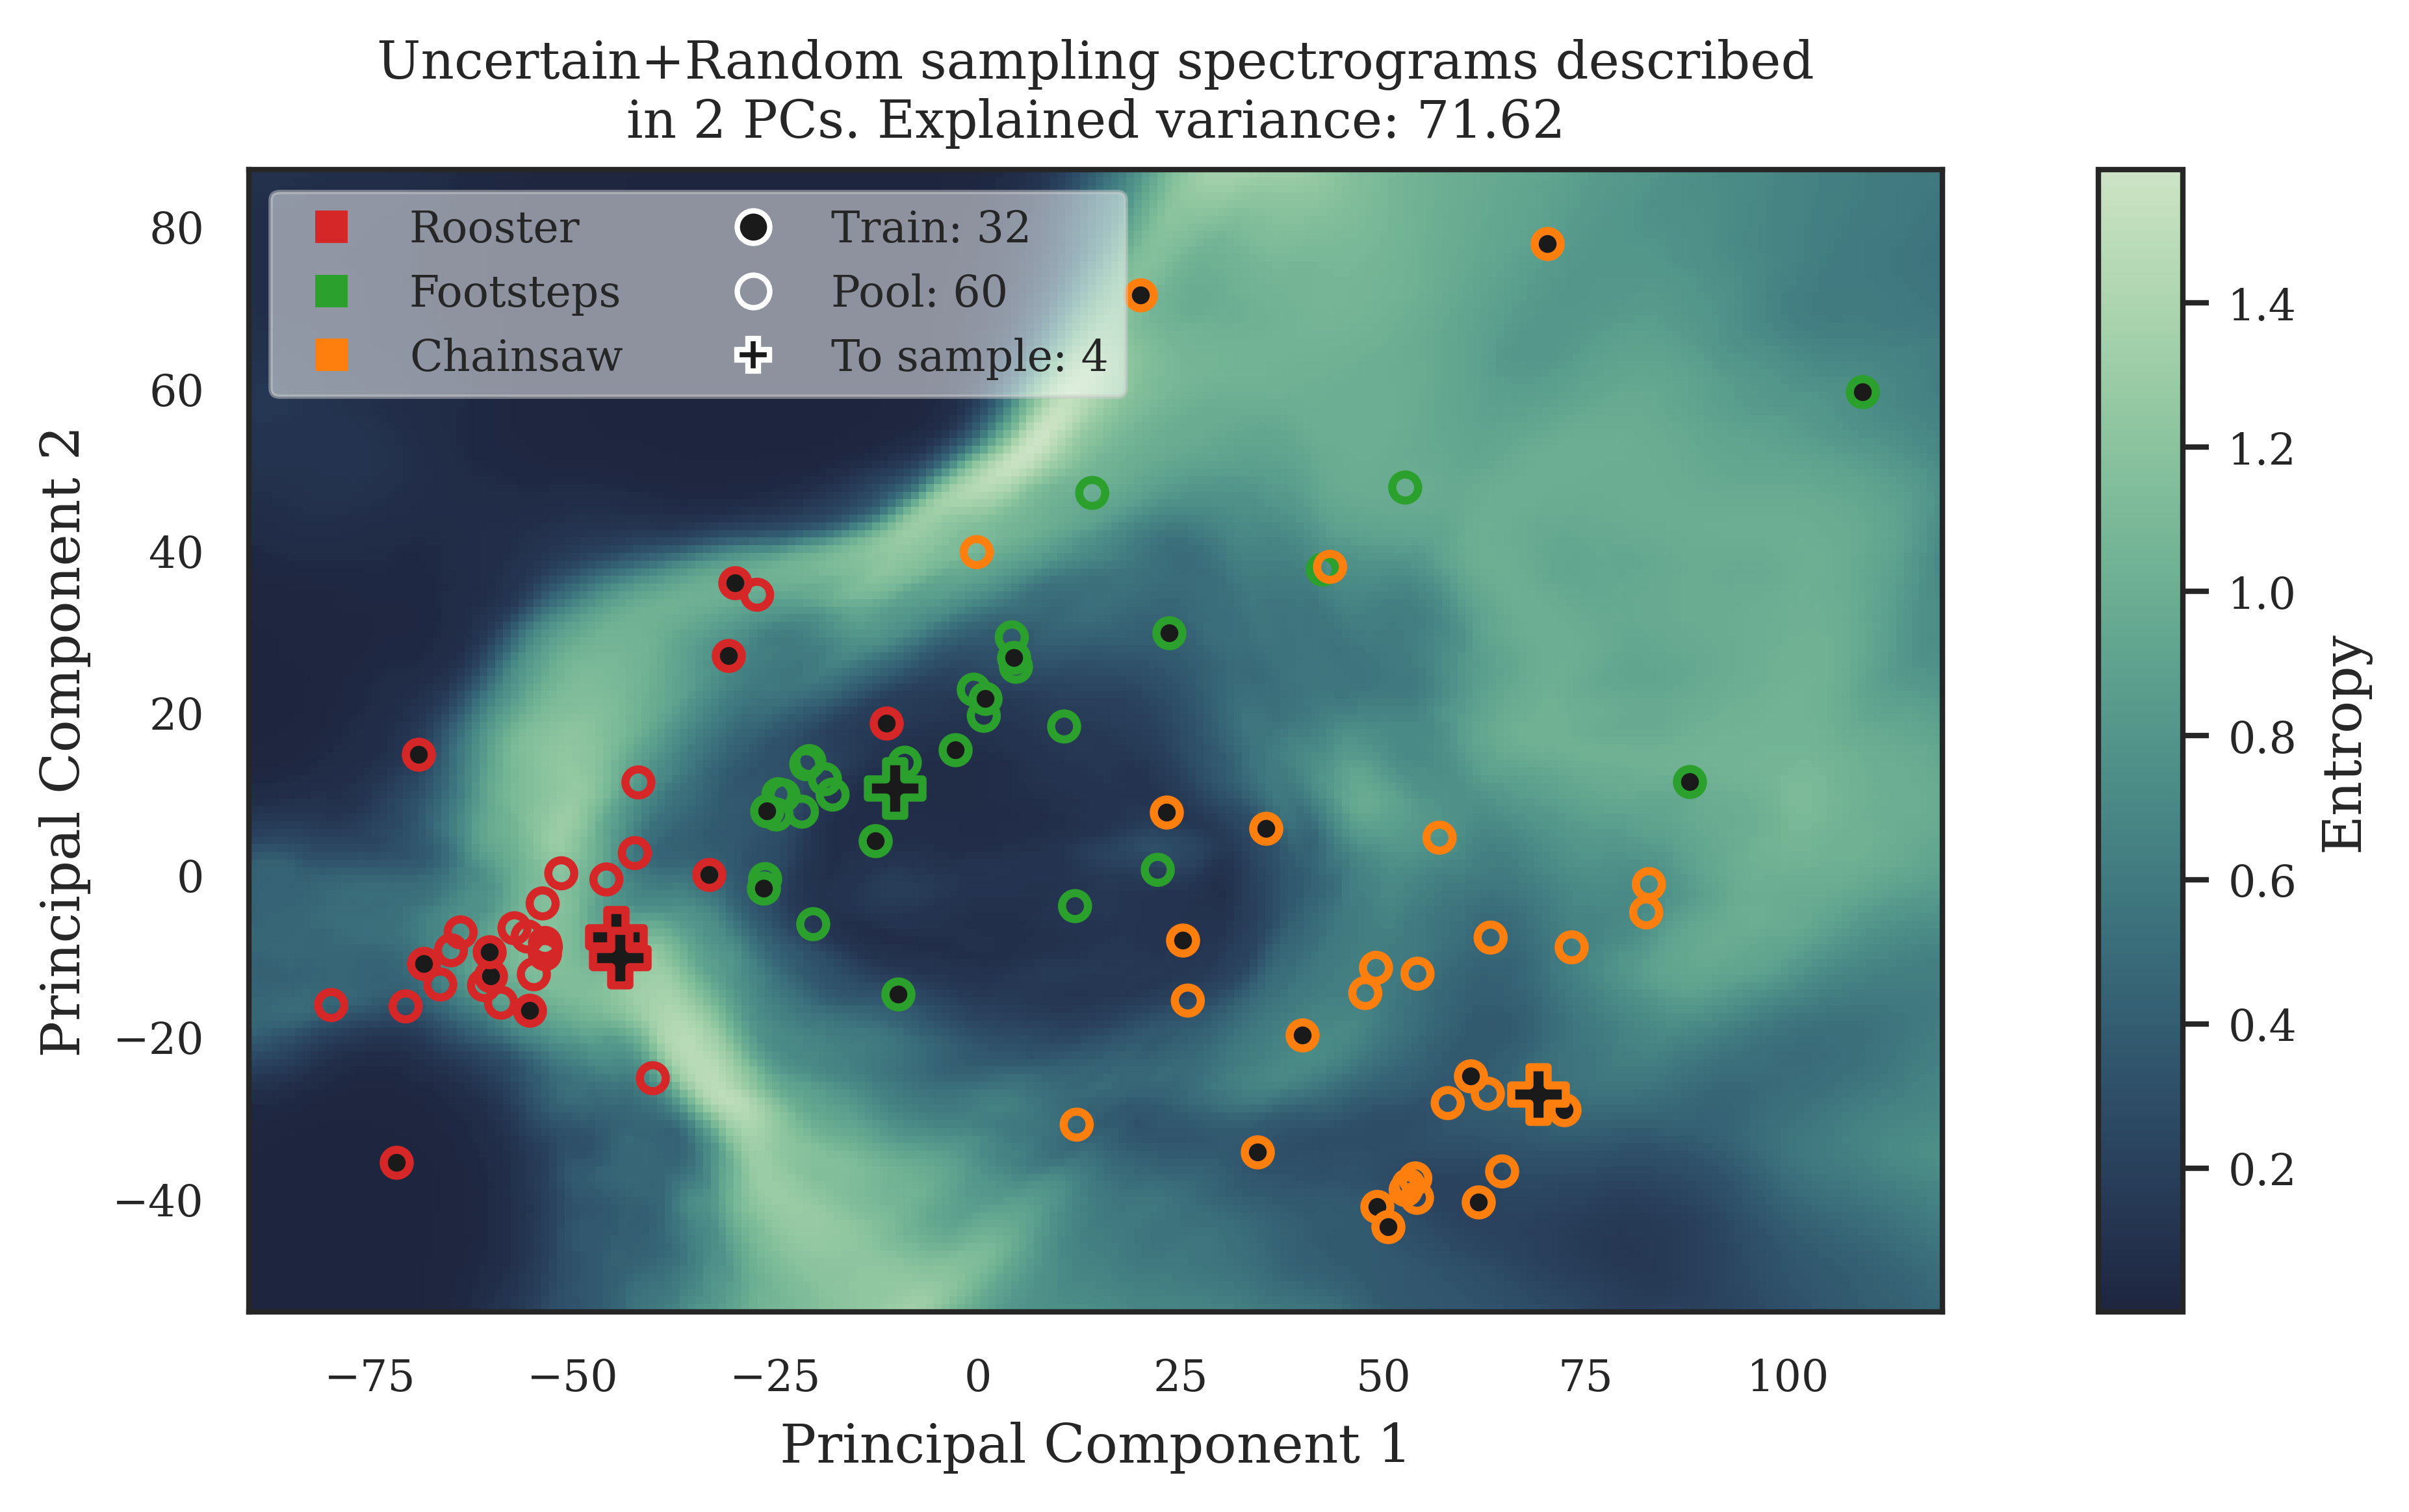 Uncertain+Random sampling spectrograms described
in 2 PCs. Explained variance: 71.62
Rooster
Footsteps
Chainsaw
Train: 32
Pool: 60
To sample: 4
80
60
40
20
0
−20
−40
Principal Component 2
−75
−50
−25
0
25
50
75
100
Principal Component 1
1.4
1.2
1.0
0.8
0.6
0.4
0.2
Entropy